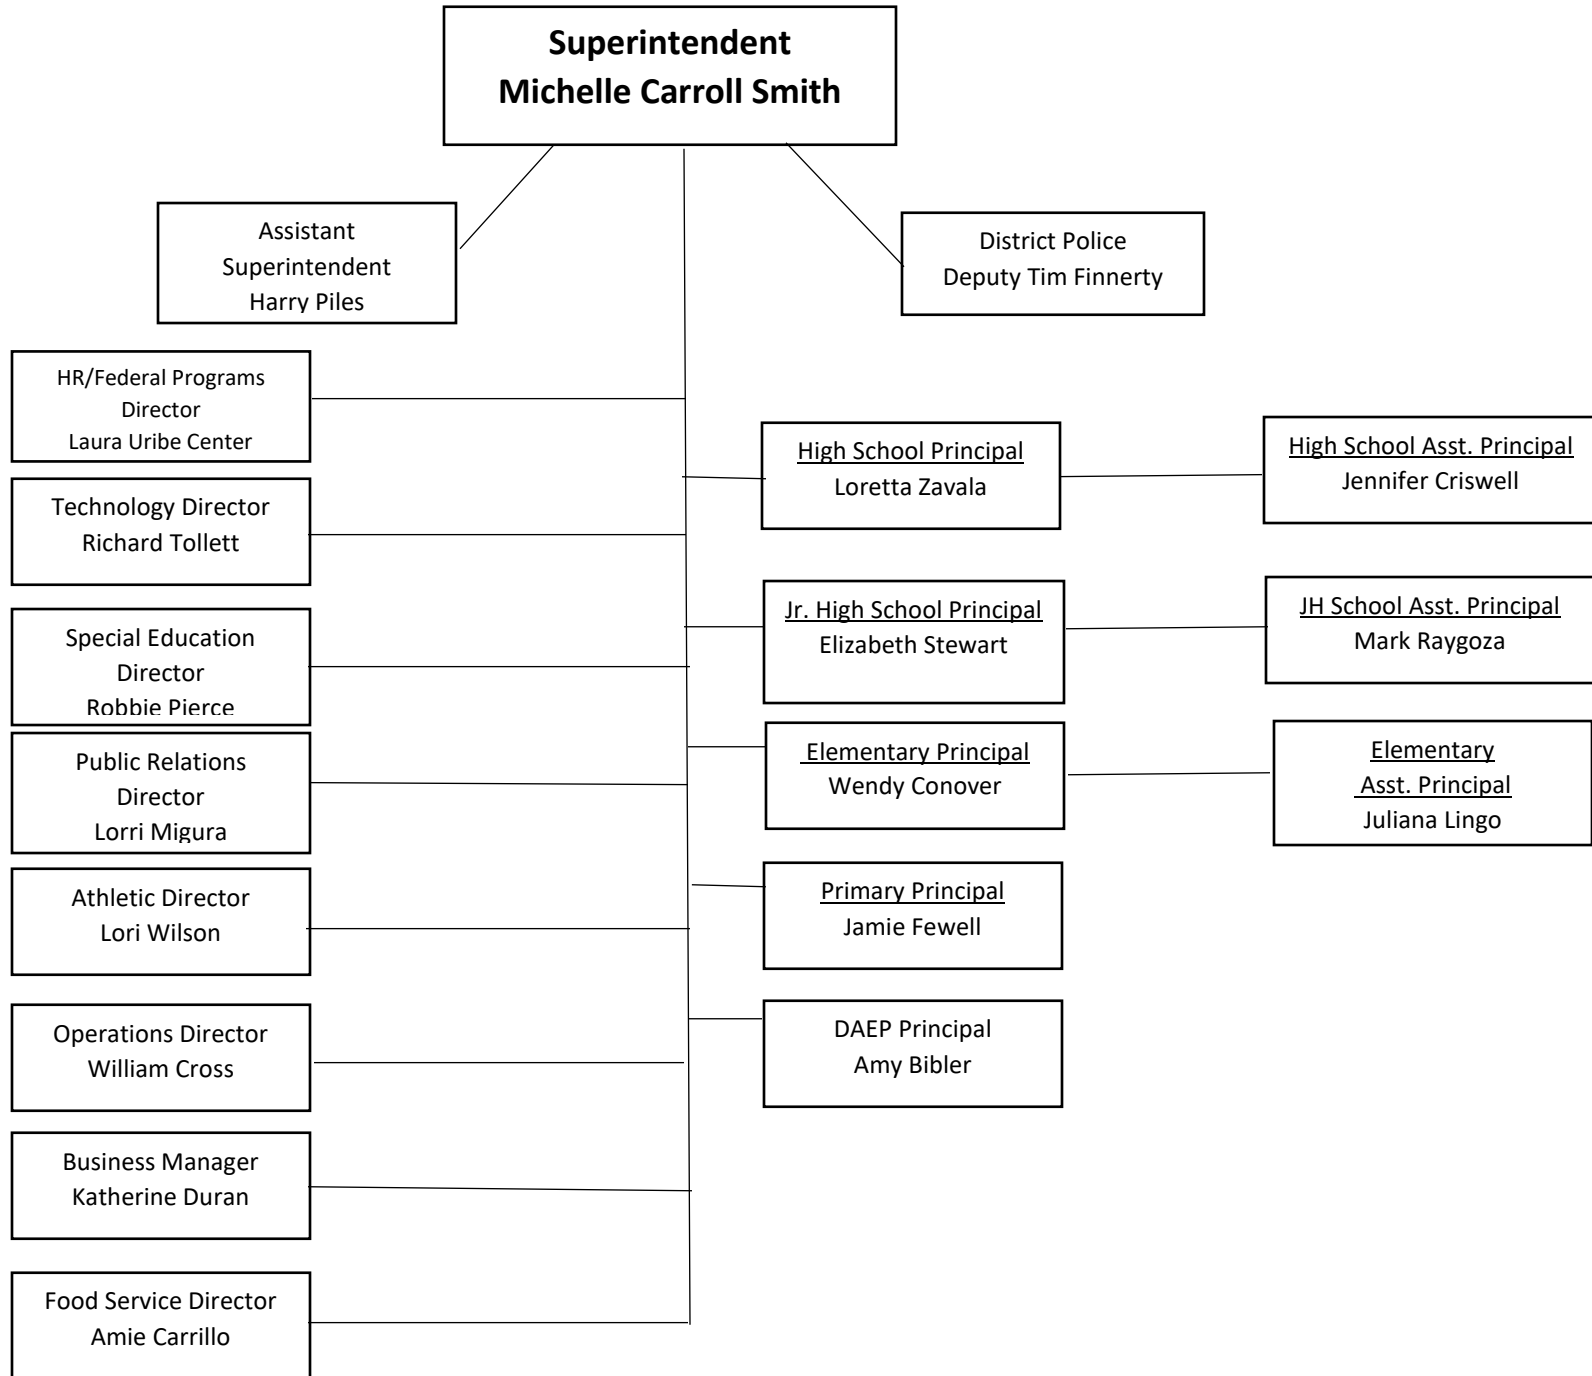 Superintendent
Michelle Carroll Smith
Assistant
Superintendent
Harry Piles
District Police
Deputy Tim Finnerty
HR/Federal Programs
Director
Laura Uribe Center
Technology Director
Richard Tollett
Special Education
Director
Robbie Pierce
Public Relations
Director
Lorri Migura
Athletic Director
Lori Wilson
Operations Director
William Cross
Business Manager
Katherine Duran
Food Service Director
Amie Carrillo
High School Principal
Loretta Zavala
High School Asst. Principal
Jennifer Criswell
Jr. High School Principal
Elizabeth Stewart
JH School Asst. Principal
Mark Raygoza
Elementary Principal
Wendy Conover
Elementary
Asst. Principal
Juliana Lingo
Primary Principal
Jamie Fewell
DAEP Principal
Amy Bibler